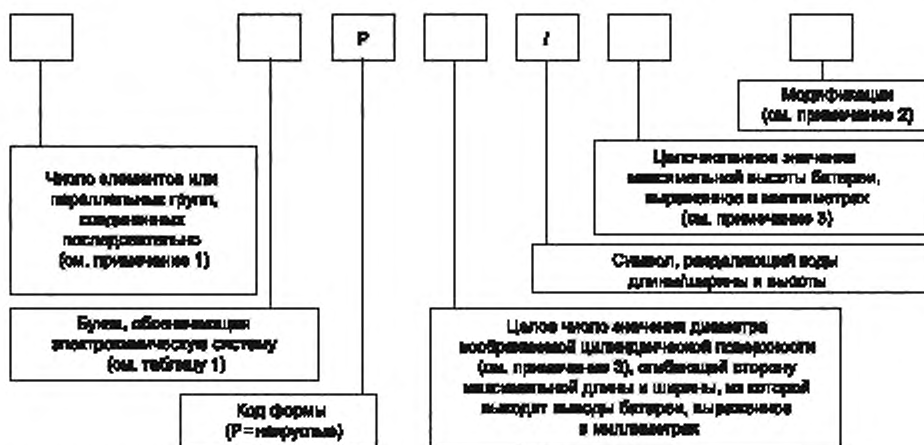 P
/
Модификации
(см. примечание 2)
Целочисленное значение
максимальной высоты батареи,
выраженное в миллиметрах
(см. примечание 3)
Число элементов или
параллельных групп,
соединенных
последовательно
(см. примечание 1)
Символ, разделяющий коды
длины/ширины и высоты
Буква, обозначающая
электрохимическую систему
(см. таблицу 1)
Целое число значения диаметра
воображаемой цилиндрической поверхности
(см. примечание 3), огибающей сторону
максимальной длины и ширины, из которой
выходят выводы батареи, выраженное
в миллиметрах
Код формы
(P = некруглые)